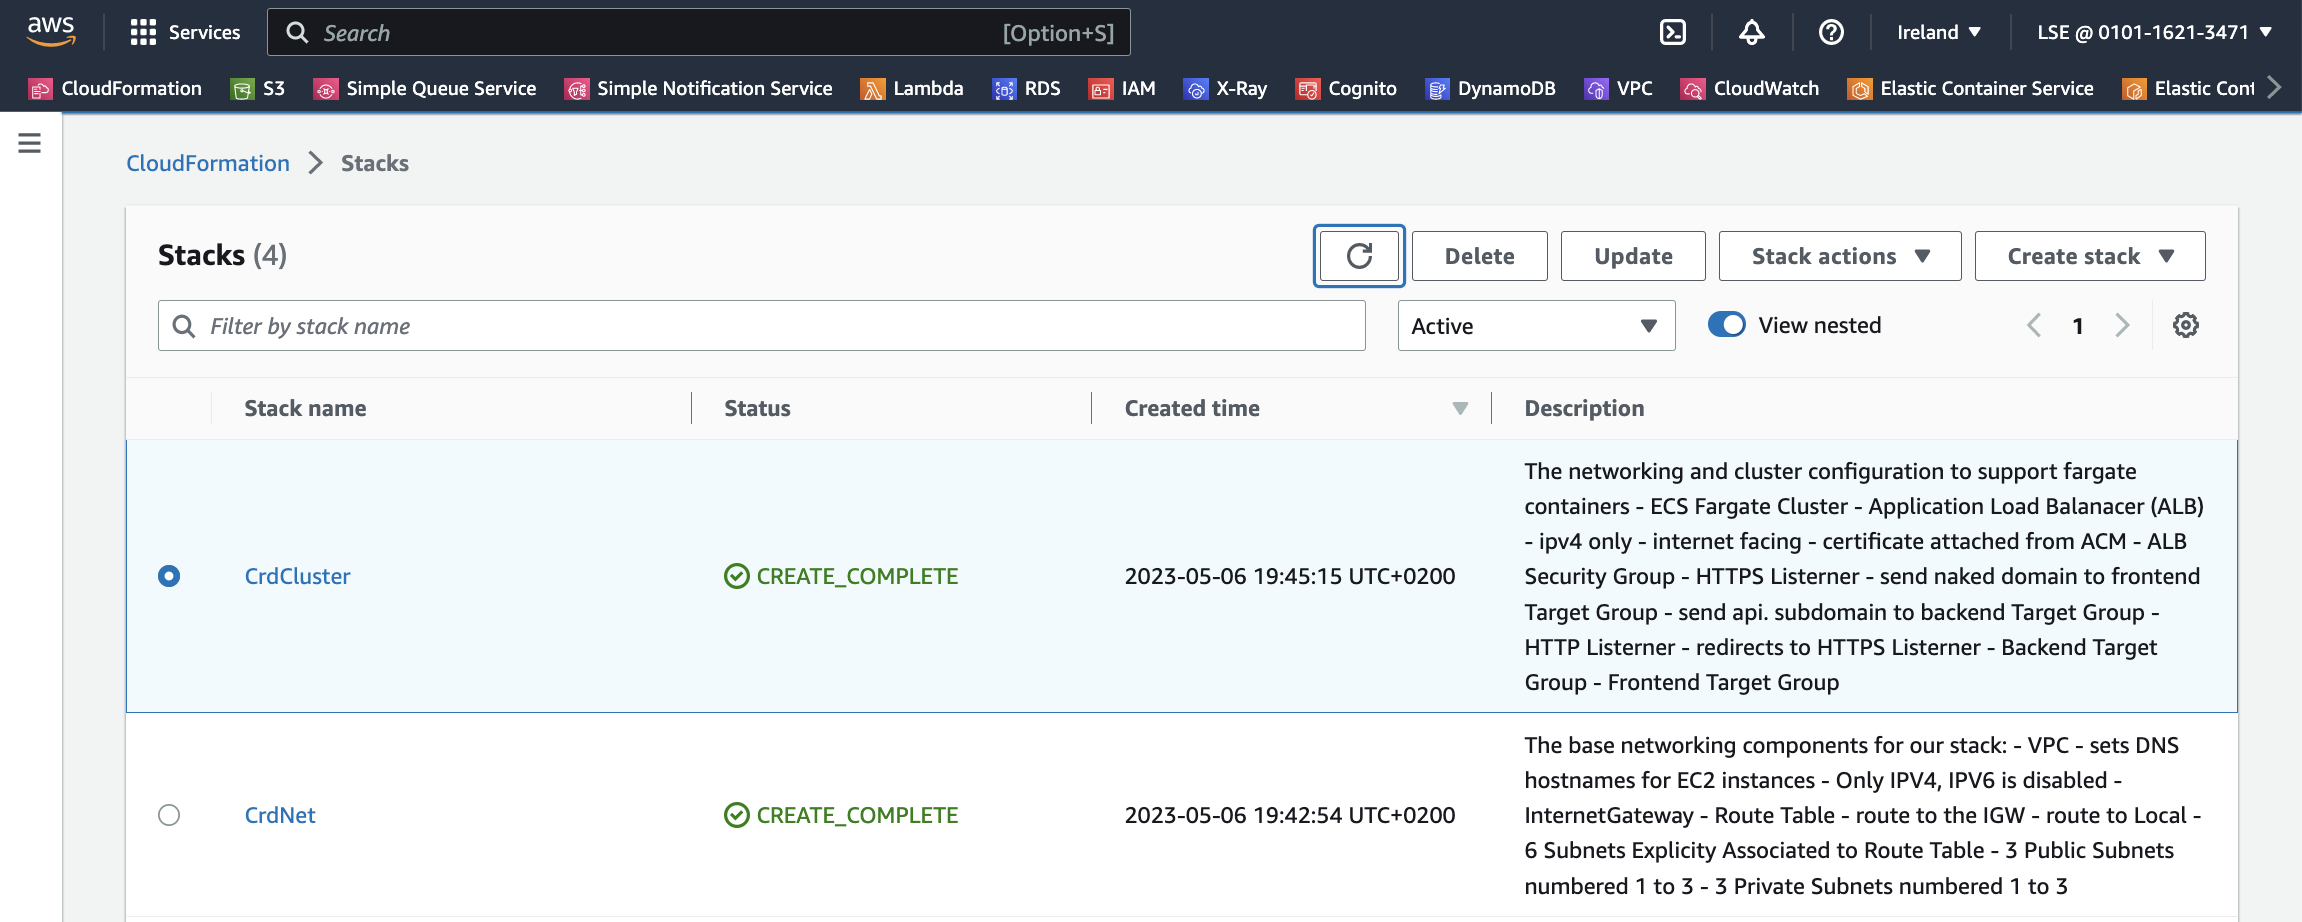 aws
Services
Search [Option+S]
Ireland
LSE @ 0101-1621-3471
CloudFormation S3 Simple Queue Service Simple Notification Service Lambda RDS IAM X-Ray Cognito DynamoDB VPC CloudWatch Elastic Container Service Elastic Cont
CloudFormation Stacks
Stacks (4)
Delete Update Stack actions Create stack
Filter by stack name
Active
View nested
1
Stack name Status Created time Description
CrdCluster
CREATE_COMPLETE
2023-05-06 19:45:15 UTC+0200
The networking and cluster configuration to support fargate
containers - ECS Fargate Cluster - Application Load Balanacer (ALB)
- ipv4 only - internet facing - certificate attached from ACM - ALB
Security Group - HTTPS Listerner - send naked domain to frontend
Target Group - send api. subdomain to backend Target Group -
HTTP Listerner - redirects to HTTPS Listerner - Backend Target
Group - Frontend Target Group
CrdNet
CREATE_COMPLETE
2023-05-06 19:42:54 UTC+0200
The base networking components for our stack: - VPC - sets DNS
hostnames for EC2 instances - Only IPV4, IPV6 is disabled -
InternetGateway - Route Table - route to the IGW - route to Local -
6 Subnets Explicity Associated to Route Table - 3 Public Subnets
numbered 1 to 3 - 3 Private Subnets numbered 1 to 3